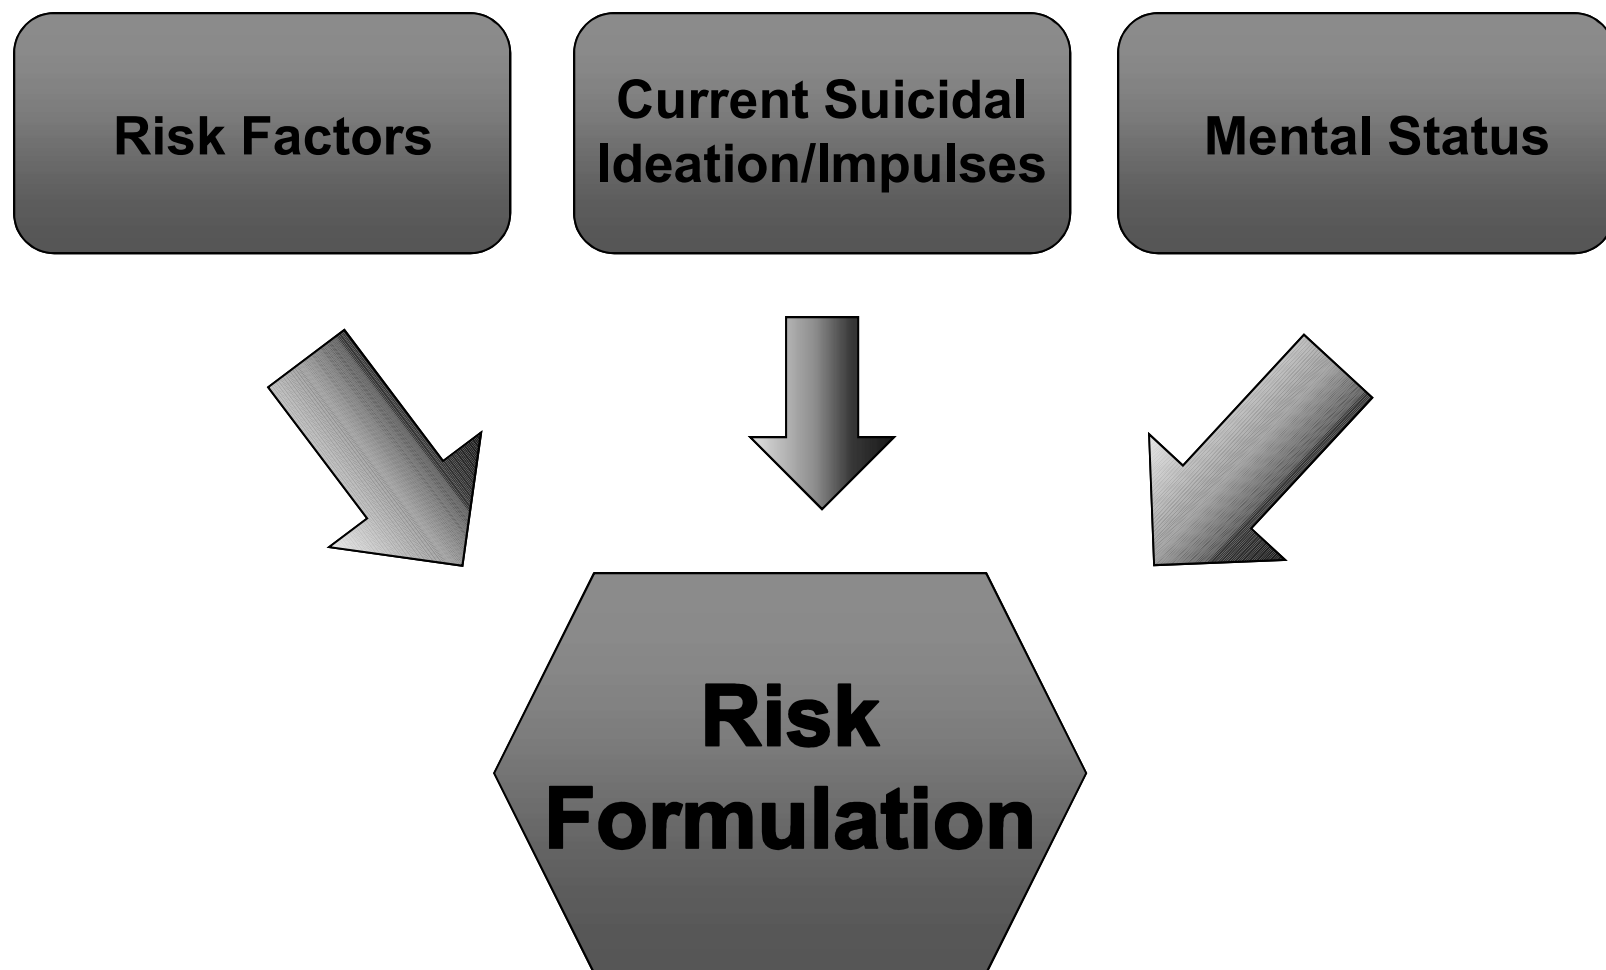 Risk Factors
Current Suicidal
Ideation/Impulses
Mental Status
Risk
Formulation